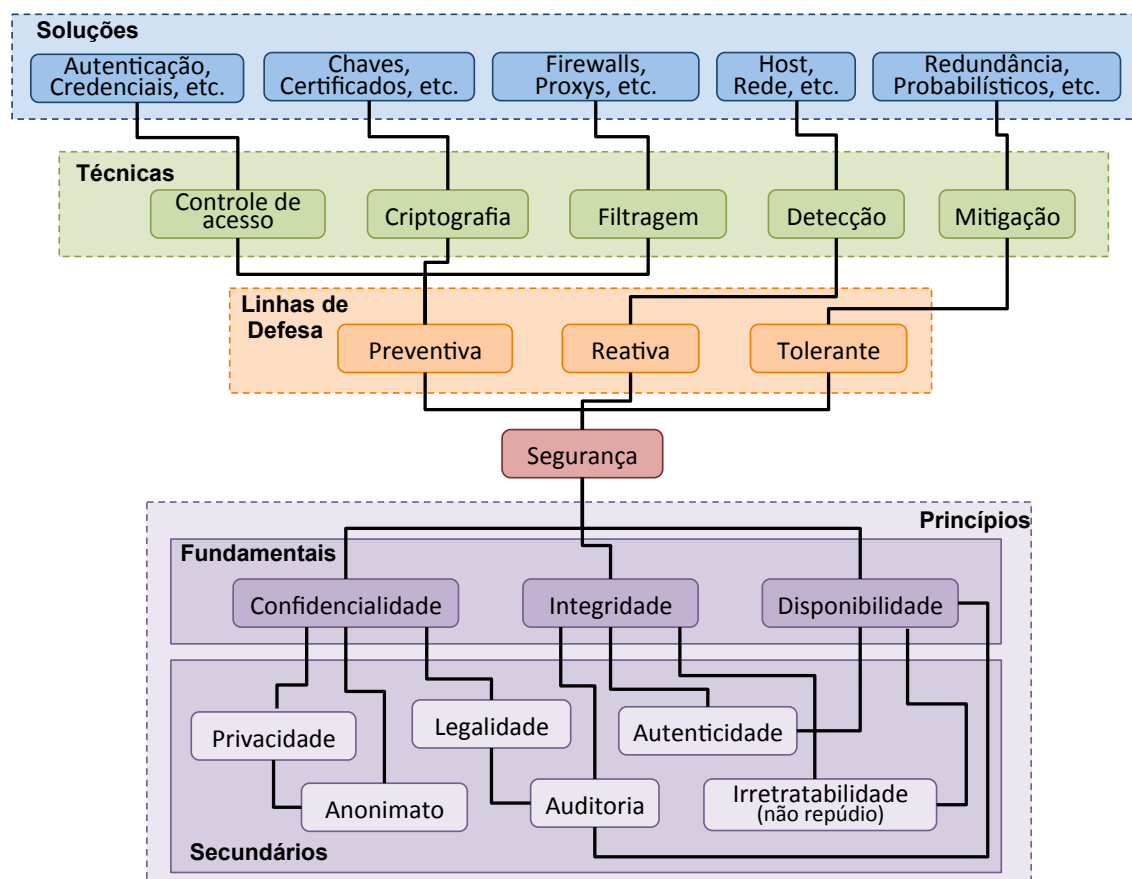 Soluções
Autenticação,
Credenciais, etc.
Chaves,
Certificados, etc.
Firewalls,
Proxys, etc.
Host,
Rede, etc.
Redundância,
Probabilísticos, etc.
Técnicas
Controle de
acesso
Criptografia
Filtragem
Detecção
Mitigação
Linhas de
Defesa
Preventiva
Reativa
Tolerante
Segurança
Princípios
Fundamentais
Confidencialidade
Integridade
Disponibilidade
Privacidade
Legalidade
Autenticidade
Anonimato
Auditoria
Irretratabilidade
(não repúdio)
Secundários